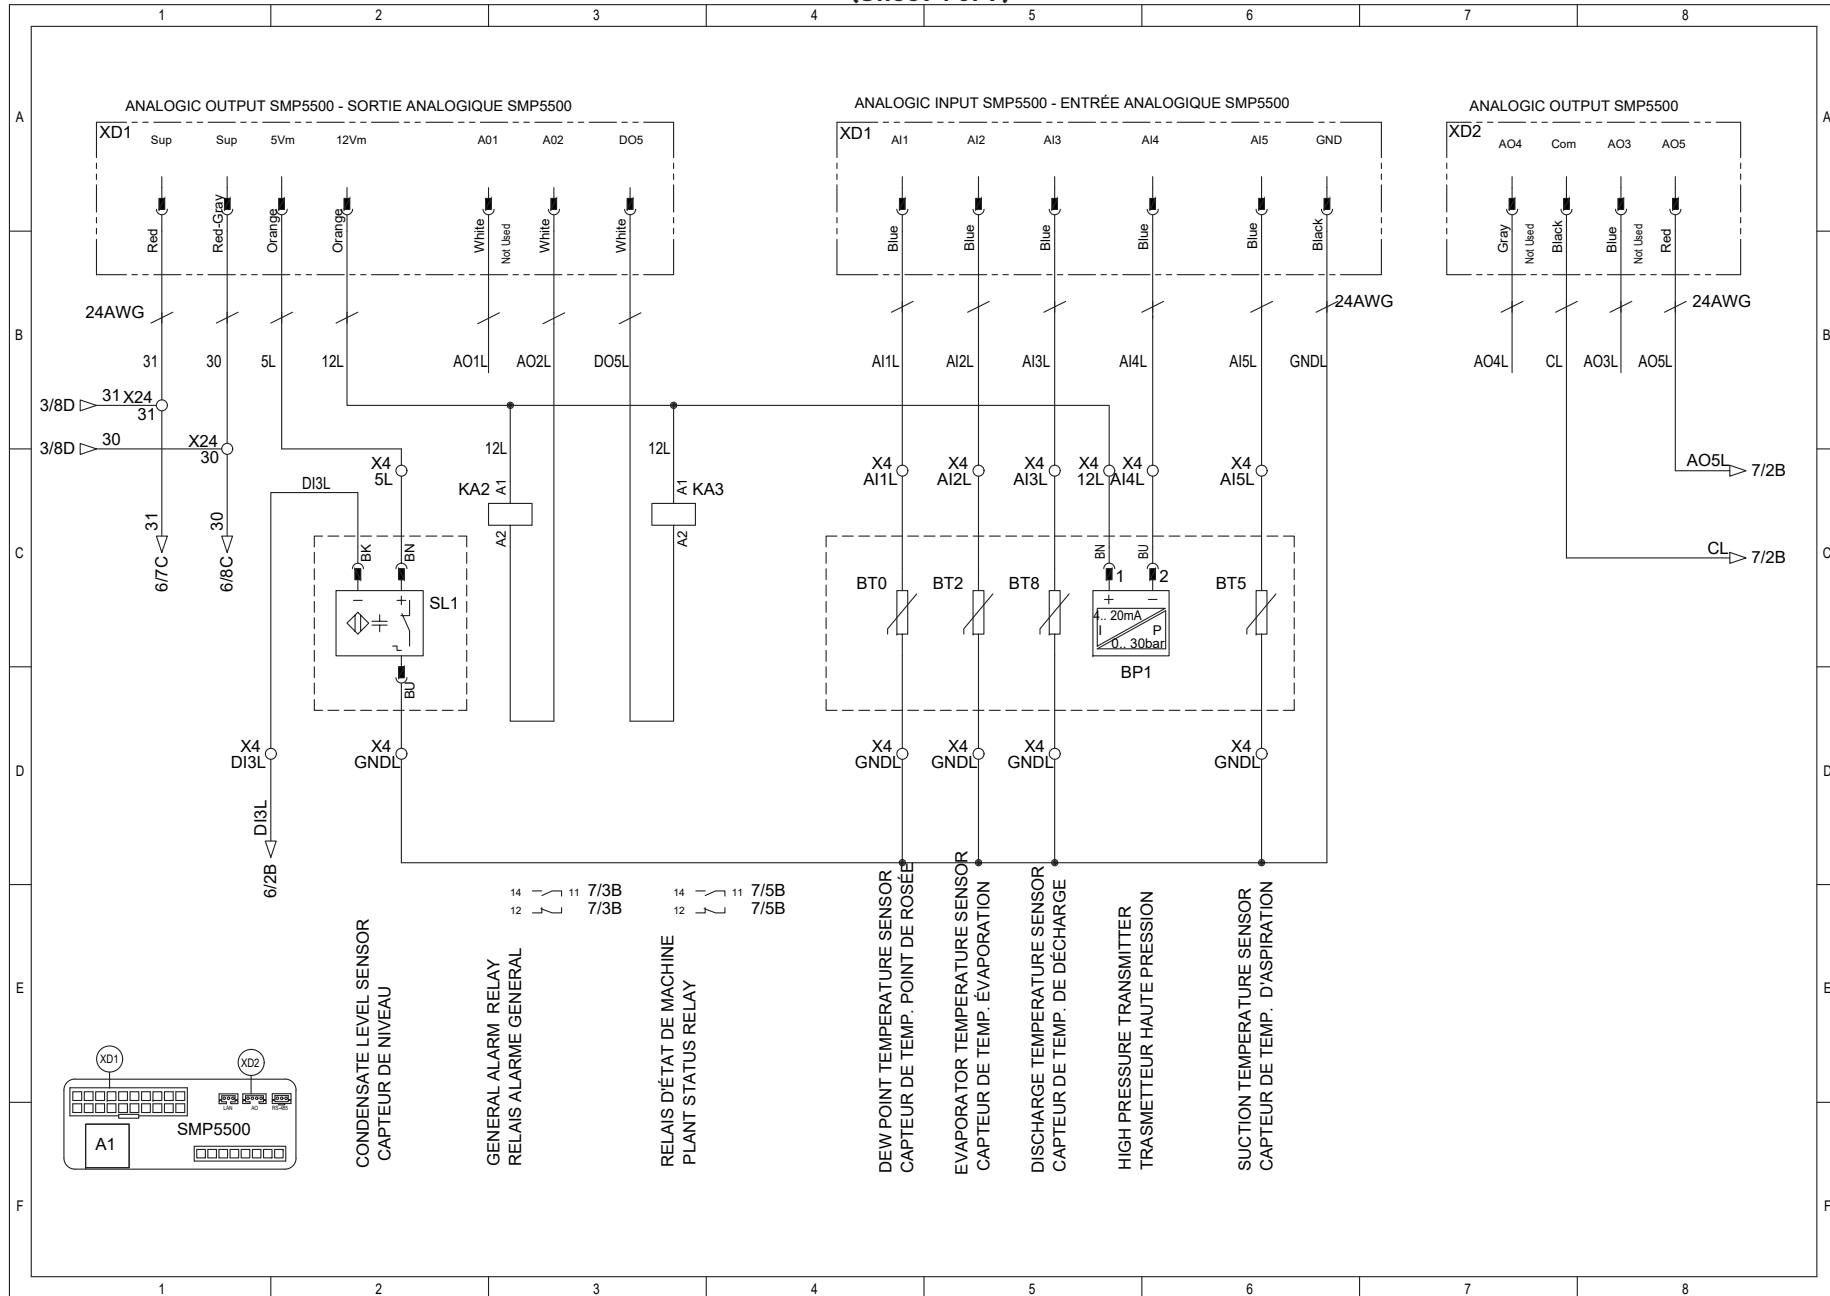 1 2 3 4 5 6 7 8
A A
B B
C C
D D
E E
F F
ANALOGIC OUTPUT SMP5500 - SORTIE ANALOGIQUE SMP5500
XD1
Sup Sup 5Vm 12Vm A01 A02 DO5
Red Red-Gray Orange Orange White Not Used White White
24AWG
31 30 5L 12L AO1L AO2L DO5L
ANALOGIC INPUT SMP5500 - ENTRÉE ANALOGIQUE SMP5500
XD1
AI1 AI2 AI3 AI4 AI5 GND
Blue Blue Blue Blue Blue Black
24AWG
AI1L AI2L AI3L AI4L AI5L GNDL
ANALOGIC OUTPUT SMP5500
XD2
AO4 Com AO3 AO5
Gray Not Used Black Blue Not Used Red
24AWG
AO4L CL AO3L AO5L
3/8D 31 X24
31
3/8D 30 X24
30
31 30
6/7C 6/8C
DI3L
X4
5L
12L 12L
KA2 A1 A2
A1 KA3 A2
BK BN
SL1
- +
BU
X4
AI1L
X4
AI2L
X4
AI3L
X4
12L
X4
AI4L
X4
AI5L
AO5L 7/2B
CL 7/2B
BT0 BT2 BT8 BT5
BN BU
1 2
+ -
4.. 20mA
I P
0.. 30bar
BP1
X4
DI3L
X4
GNDL
X4
GNDL
X4
GNDL
X4
GNDL
X4
GNDL
DI3L
6/2B
14 11 7/3B
12 7/3B
14 11 7/5B
12 7/5B
CONDENSATE LEVEL SENSOR
CAPTEUR DE NIVEAU
GENERAL ALARM RELAY
RELAIS ALARME GENERAL
RELAIS D'ÉTAT DE MACHINE
PLANT STATUS RELAY
DEW POINT TEMPERATURE SENSOR
CAPTEUR DE TEMP. POINT DE ROSÉE
EVAPORATOR TEMPERATURE SENSOR
CAPTEUR DE TEMP. ÉVAPORATION
DISCHARGE TEMPERATURE SENSOR
CAPTEUR DE TEMP. DE DÉCHARGE
HIGH PRESSURE TRANSMITTER
TRASMETTEUR HAUTE PRESSION
SUCTION TEMPERATURE SENSOR
CAPTEUR DE TEMP. D'ASPIRATION
XD1 XD2
LAN AO RS-485
SMP5500
A1
1 2 3 4 5 6 7 8